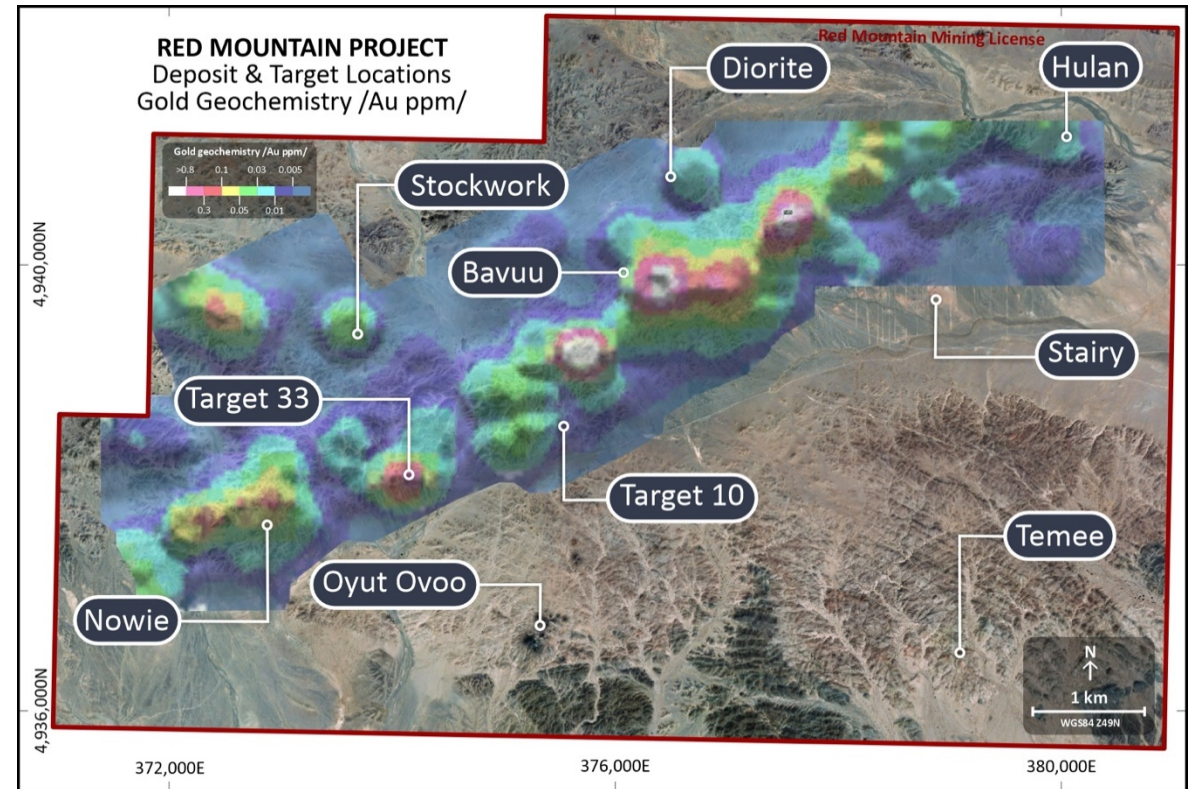 RED MOUNTAIN PROJECT
Deposit & Target Locations
Gold Geochemistry /Au ppm/
Red Mountain Mining License
Diorite
Hulan
Gold geochemistry /Au ppm/
>0.8 0.1 0.03 0.005
0.3 0.05 0.01
Stockwork
Bavuu
4,940,000N
Stairy
Target 33
Target 10
Temee
Oyut Ovoo
Nowie
N
1 km
WGS84 Z49N
4,936,000N
372,000E
376,000E
380,000E